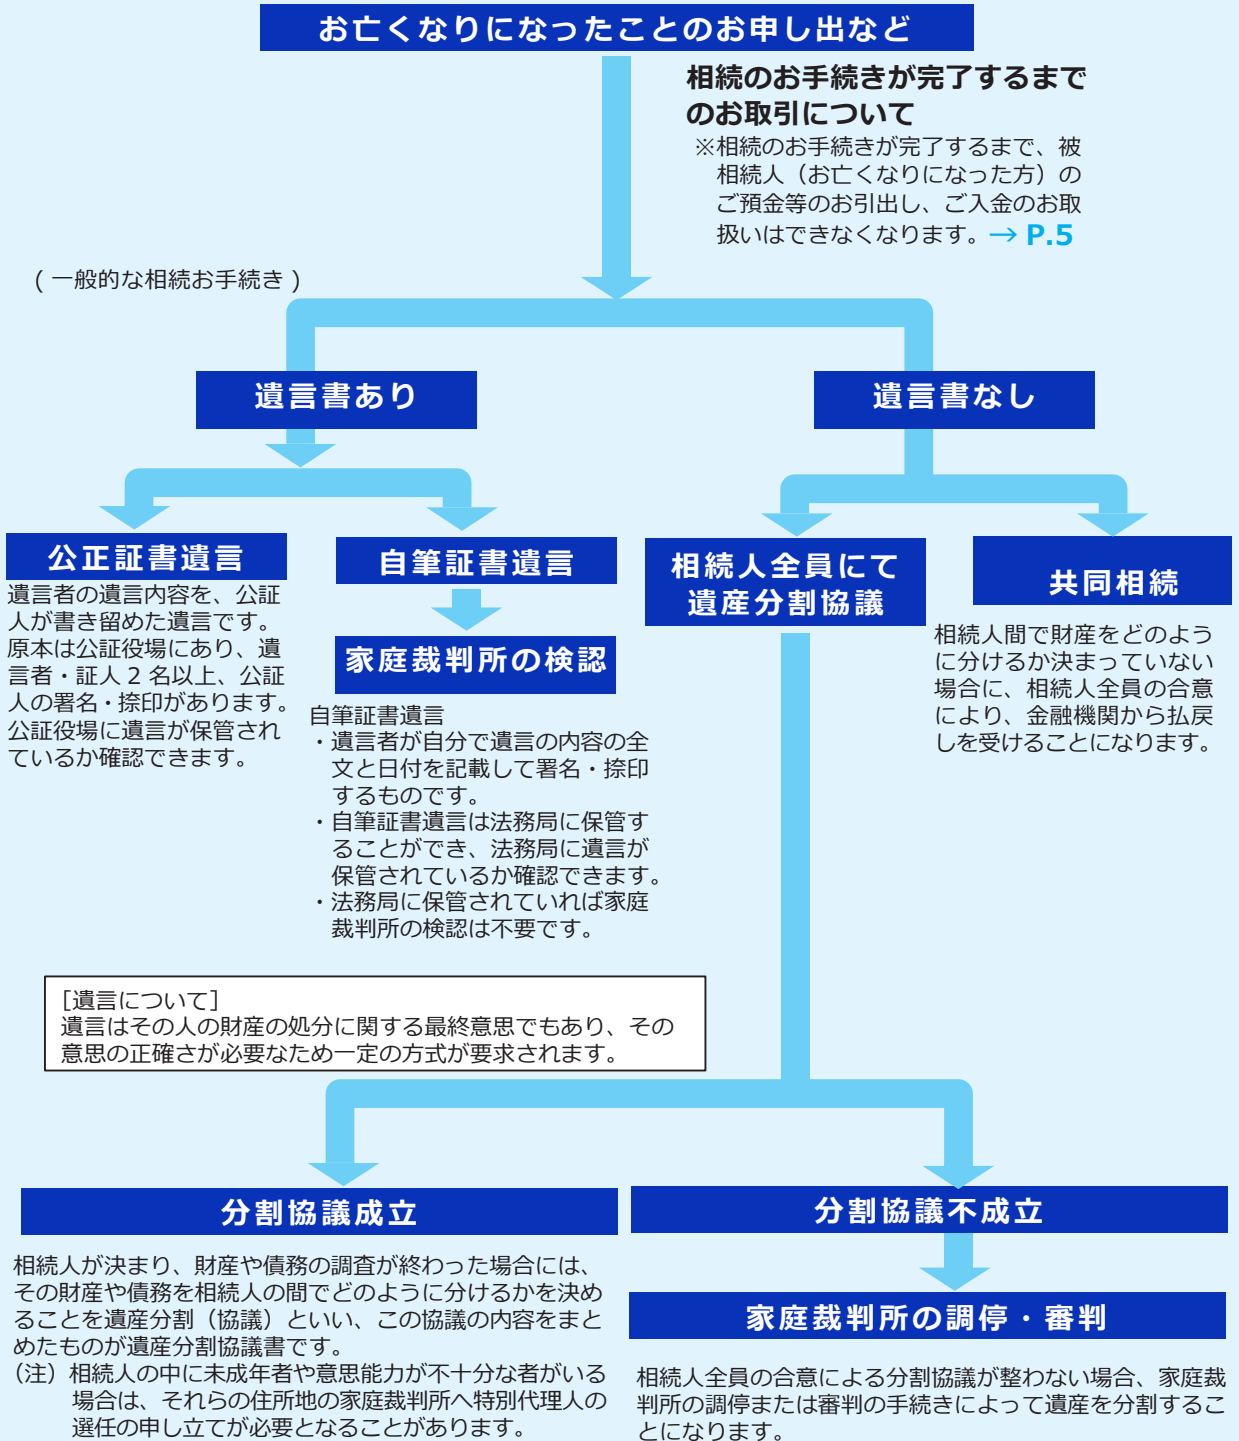 お亡くなりになったことのお申し出など
相続のお手続きが完了するまで
のお取引について
※相続のお手続きが完了するまで、被
相続人（お亡くなりになった方）の
ご預金等のお引出し、ご入金のお取
扱いはできなくなります。→ P.5
( 一般的な相続お手続き )
遺言書あり
遺言書なし
公正証書遺言
遺言者の遺言内容を、公証
人が書き留めた遺言です。
原本は公証役場にあり、遺
言者・証人 2 名以上、公証
人の署名・捺印があります。
公証役場に遺言が保管され
ているか確認できます。
自筆証書遺言
家庭裁判所の検認
自筆証書遺言
・遺言者が自分で遺言の内容の全
文と日付を記載して署名・捺印
するものです。
・自筆証書遺言は法務局に保管す
ることができ、法務局に遺言が
保管されているか確認できます。
・法務局に保管されていれば家庭
裁判所の検認は不要です。
相続人全員にて
遺産分割協議
共同相続
相続人間で財産をどのよう
に分けるか決まっていない
場合に、相続人全員の合意
により、金融機関から払戻
しを受けることになります。
［遺言について］
遺言はその人の財産の処分に関する最終意思でもあり、その
意思の正確さが必要なため一定の方式が要求されます。
分割協議成立
相続人が決まり、財産や債務の調査が終わった場合には、
その財産や債務を相続人の間でどのように分けるかを決め
ることを遺産分割（協議）といい、この協議の内容をまと
めたものが遺産分割協議書です。
（注）相続人の中に未成年者や意思能力が不十分な者がいる
場合は、それらの住所地の家庭裁判所へ特別代理人の
選任の申し立てが必要となることがあります。
分割協議不成立
家庭裁判所の調停・審判
相続人全員の合意による分割協議が整わない場合、家庭裁
判所の調停または審判の手続きによって遺産を分割するこ
とになります。